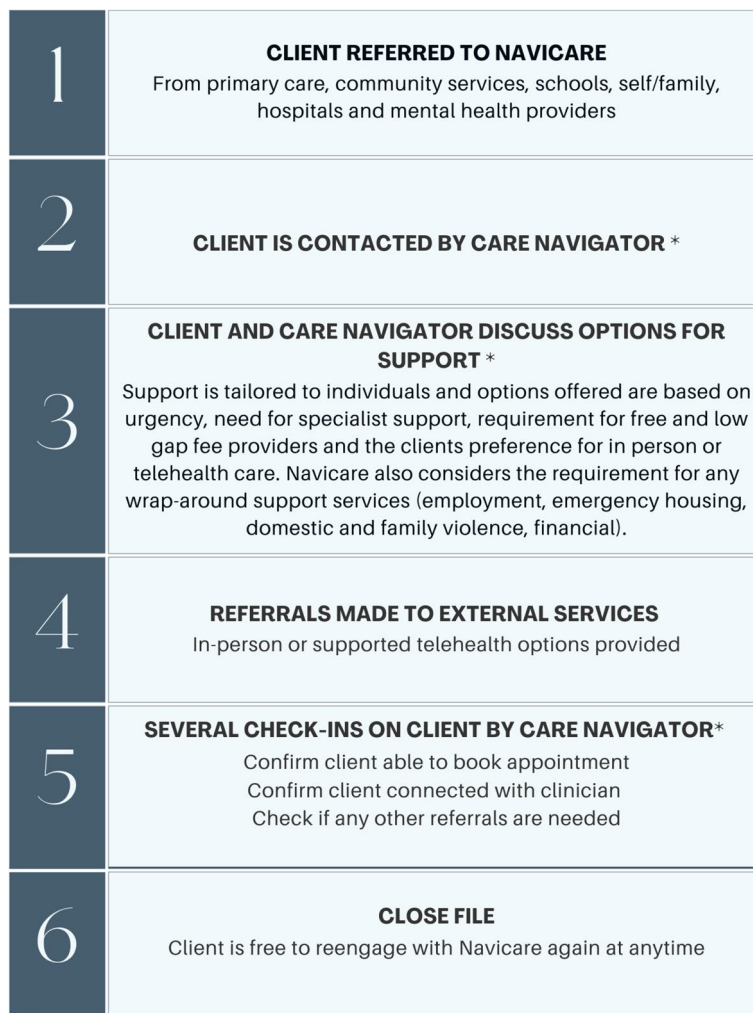 1
CLIENT REFERRED TO NAVICARE
From primary care, community services, schools, self/family,
hospitals and mental health providers
2
CLIENT IS CONTACTED BY CARE NAVIGATOR *
3
CLIENT AND CARE NAVIGATOR DISCUSS OPTIONS FOR
SUPPORT *
Support is tailored to individuals and options offered are based on
urgency, need for specialist support, requirement for free and low
gap fee providers and the clients preference for in person or
telehealth care. Navicare also considers the requirement for any
wrap-around support services (employment, emergency housing,
domestic and family violence, financial).
4
REFERRALS MADE TO EXTERNAL SERVICES
In-person or supported telehealth options provided
5
SEVERAL CHECK-INS ON CLIENT BY CARE NAVIGATOR*
Confirm client able to book appointment
Confirm client connected with clinician
Check if any other referrals are needed
6
CLOSE FILE
Client is free to reengage with Navicare again at anytime